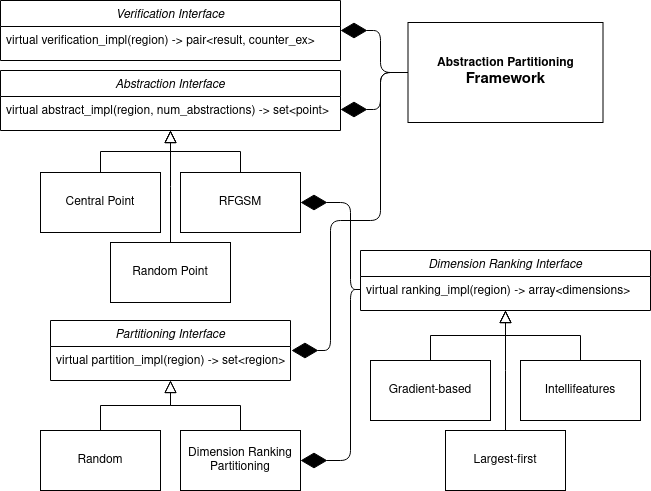 Verification Interface
virtual verification_impl(region) -> pair<result, counter_ex>
Abstraction Partitioning
Framework
Abstraction Interface
virtual abstract_impl(region, num_abstractions) -> set<point>
Central Point
RFGSM
Random Point
Dimension Ranking Interface
virtual ranking_impl(region) -> array<dimensions>
Partitioning Interface
virtual partition_impl(region) -> set<region>
Gradient-based
Intellifeatures
Largest-first
Random
Dimension Ranking
Partitioning